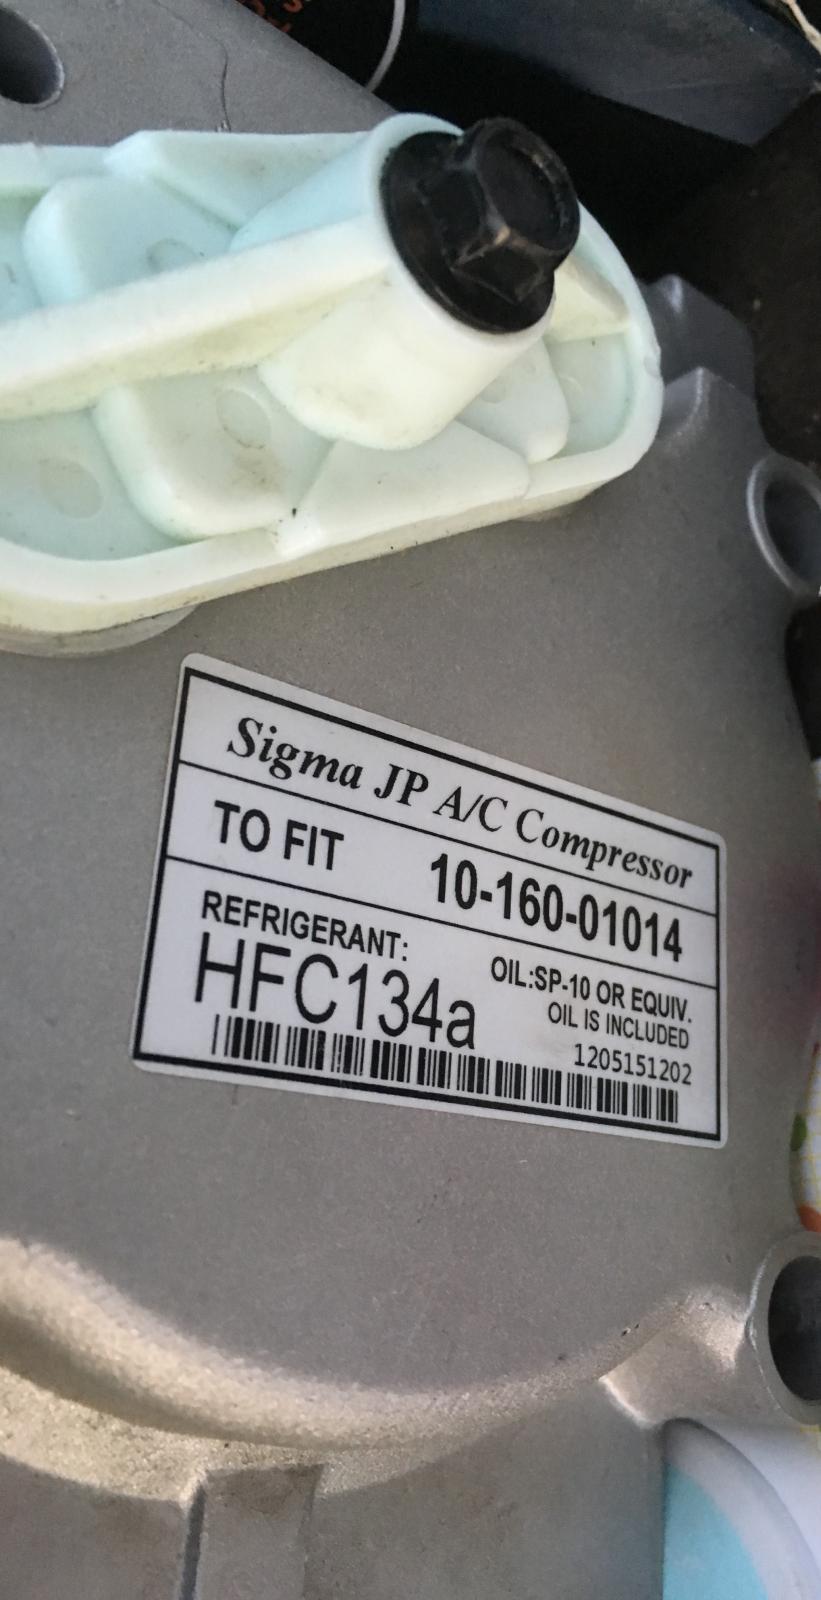 Sigma JP A/C Compressor
TO FIT 10-160-01014
REFRIGERANT:
HFC134a
OIL:SP-10 OR EQUIV.
OIL IS INCLUDED
1205151202